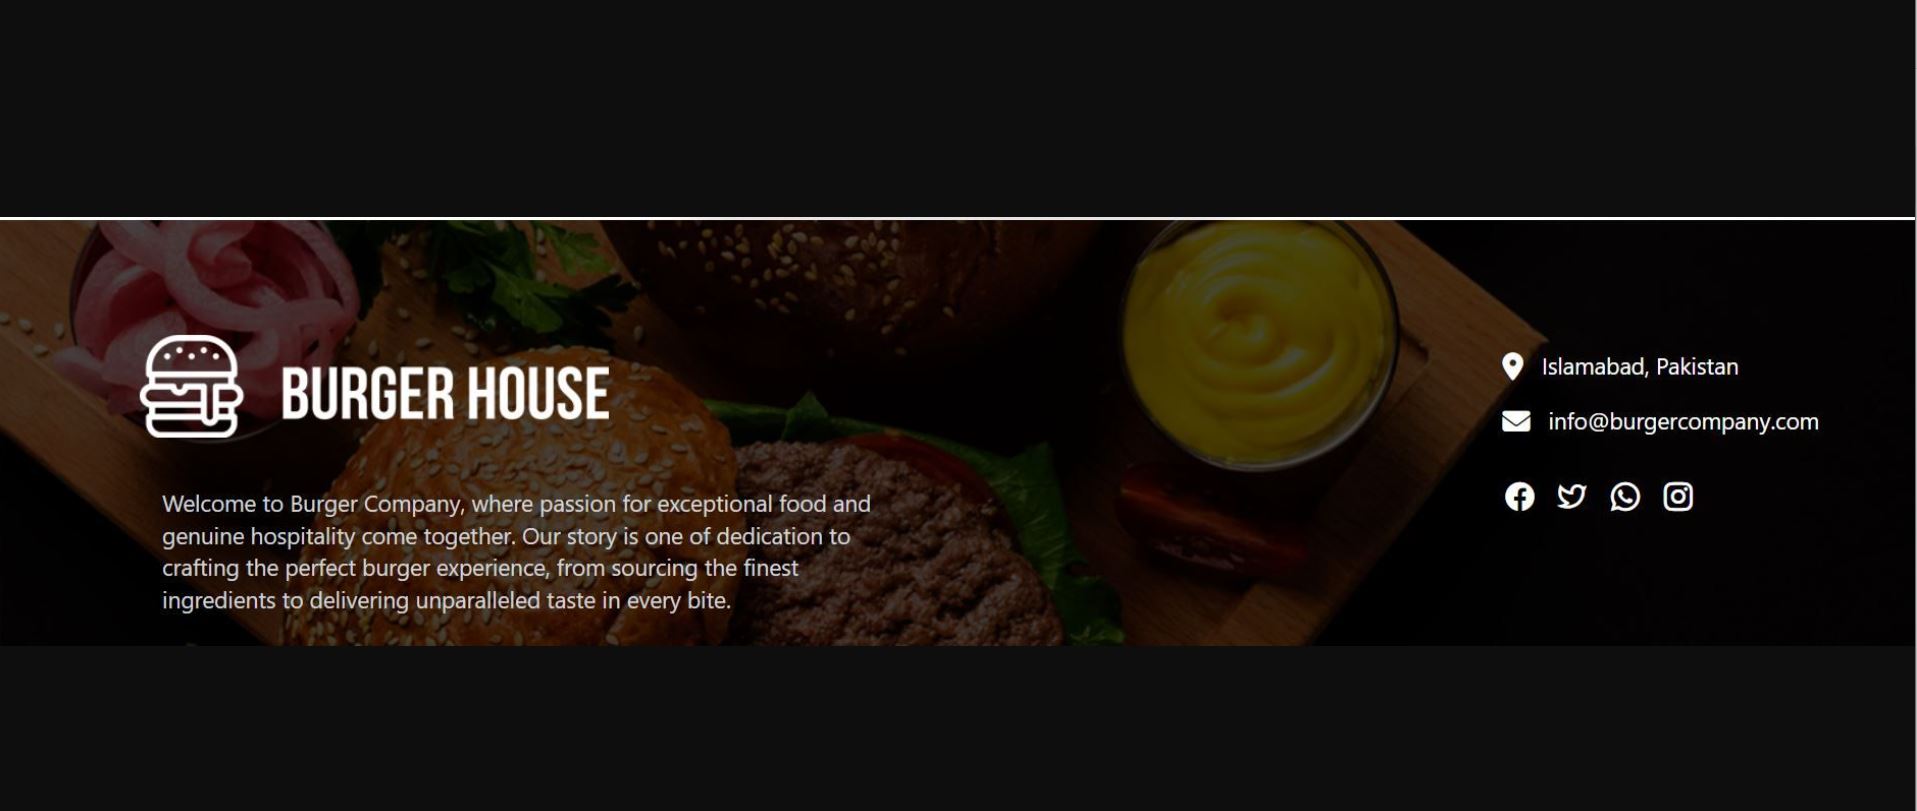 BURGER HOUSE
Welcome to Burger Company, where passion for exceptional food and
genuine hospitality come together. Our story is one of dedication to
crafting the perfect burger experience, from sourcing the finest
ingredients to delivering unparalleled taste in every bite.
Islamabad, Pakistan
info@burgercompany.com